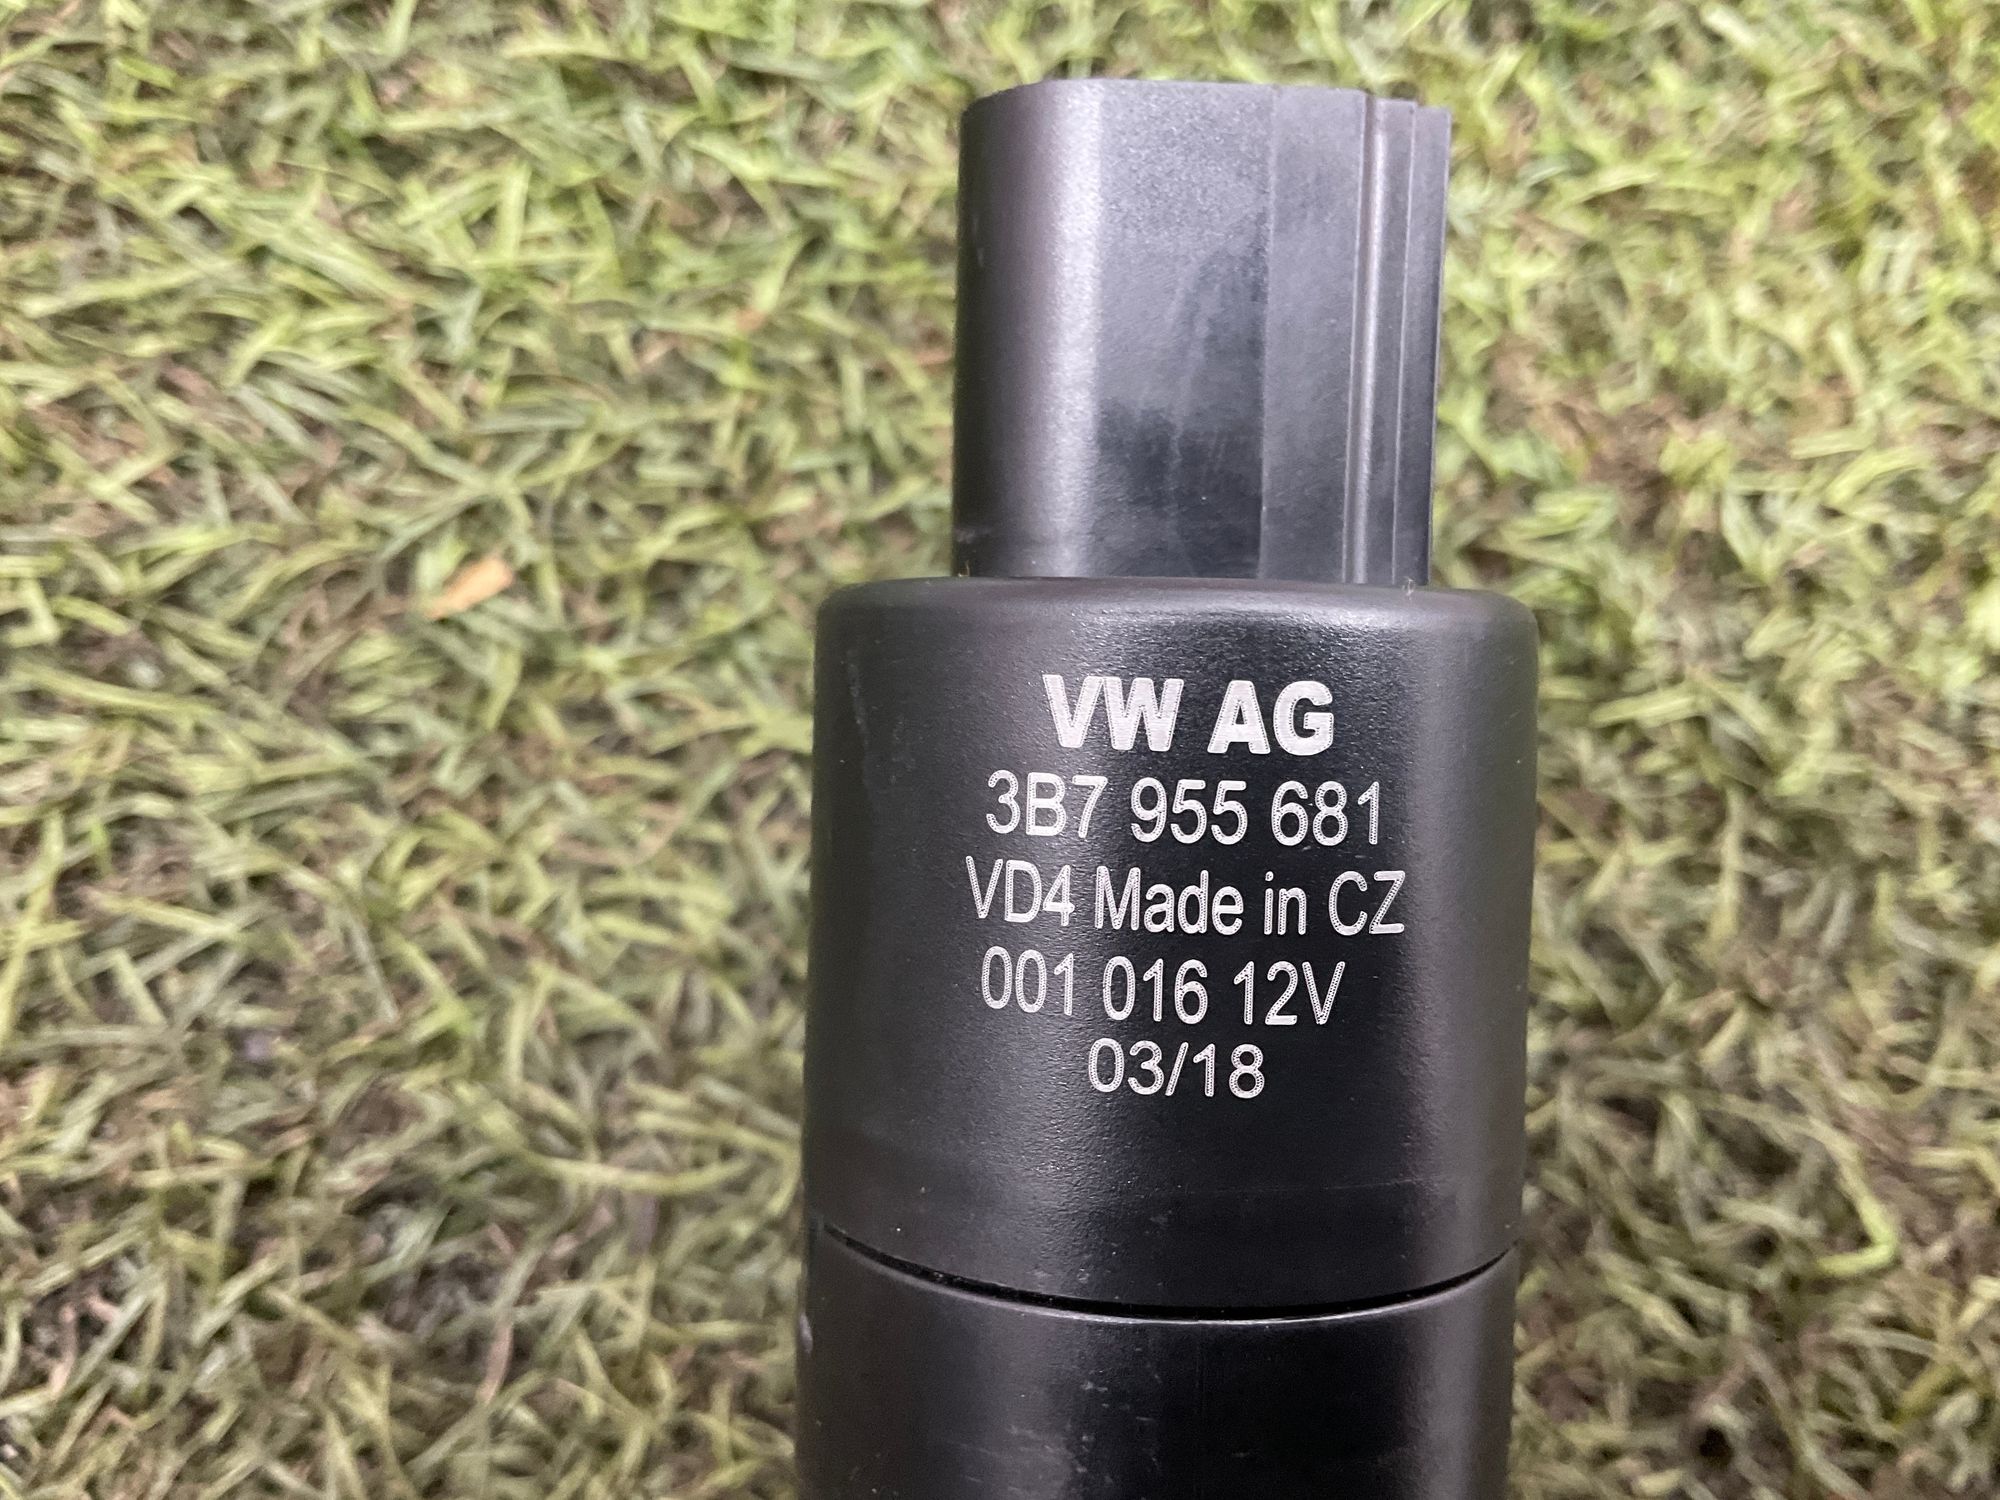 VW AG
3B7 955 681
VD4 Made in CZ
001 016 12V
03/18